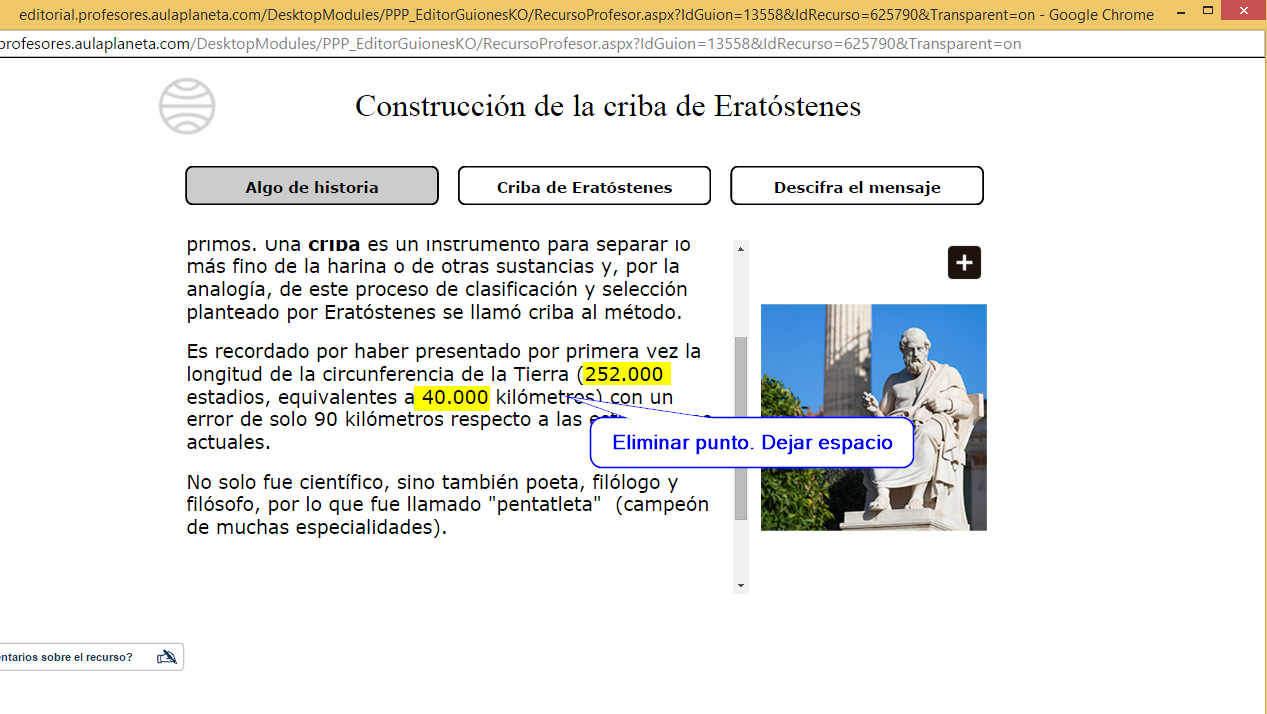 editorial.profesores.aulaplaneta.com/DesktopModules/PPP_EditorGuionesKO/RecursoProfesor.aspx?IdGuion=13558&IdRecurso=625790&Transparent=on - Google Chrome
profesores.aulaplaneta.com/DesktopModules/PPP_EditorGuionesKO/RecursoProfesor.aspx?IdGuion=13558&IdRecurso=625790&Transparent=on
Construcción de la criba de Eratóstenes
Algo de historia
Criba de Eratóstenes
Descifra el mensaje
primos. Una criba es un instrumento para separar lo
más fino de la harina o de otras sustancias y, por la
analogía, de este proceso de clasificación y selección
planteado por Eratóstenes se llamó criba al método.
Es recordado por haber presentado por primera vez la
longitud de la circunferencia de la Tierra (252.000
estadios, equivalentes a 40.000 kilómetros) con un
error de solo 90 kilómetros respecto a las
actuales.
Eliminar punto. Dejar espacio
No solo fue científico, sino también poeta, filólogo y
filósofo, por lo que fue llamado "pentatleta" (campeón
de muchas especialidades).
ntarios sobre el recurso?